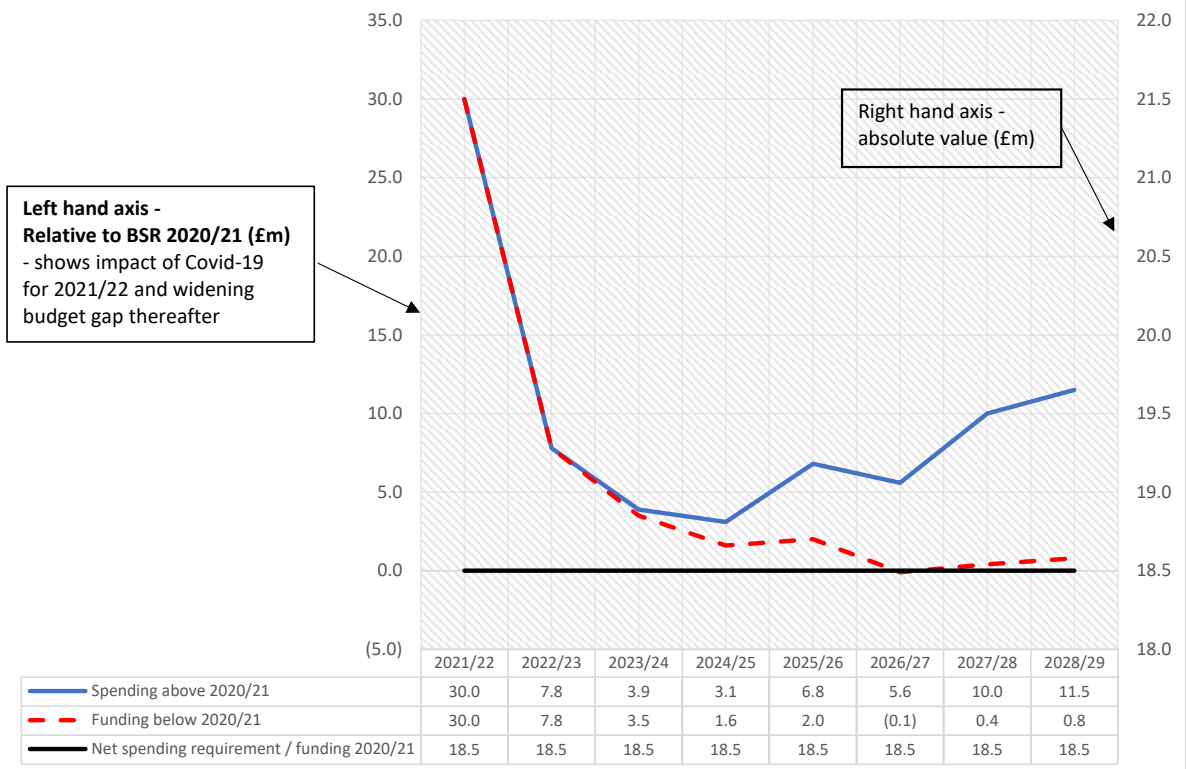 35.0
30.0
25.0
20.0
15.0
10.0
5.0
0.0
(5.0)
22.0
21.5
21.0
20.5
20.0
19.5
19.0
18.5
18.0
Right hand axis -
absolute value (£m)
Left hand axis -
Relative to BSR 2020/21 (£m)
- shows impact of Covid-19
for 2021/22 and widening
budget gap thereafter
2021/22 2022/23 2023/24 2024/25 2025/26 2026/27 2027/28 2028/29
Spending above 2020/21 30.0 7.8 3.9 3.1 6.8 5.6 10.0 11.5
Funding below 2020/21 30.0 7.8 3.5 1.6 2.0 (0.1) 0.4 0.8
Net spending requirement / funding 2020/21 18.5 18.5 18.5 18.5 18.5 18.5 18.5 18.5